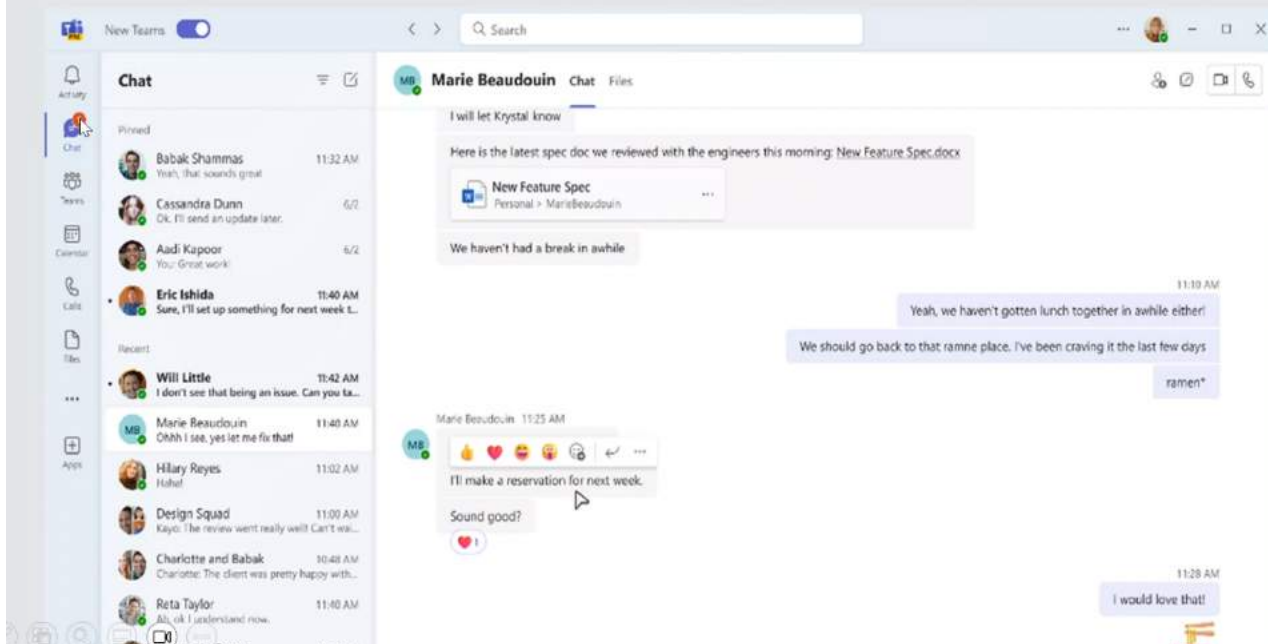 New Teams
Search
Activity
Chat
Teams
Calendar
Calls
Files
Apps
Chat
Pinned
Babak Shammas 11:32 AM
Yeah, that sounds great
Cassandra Dunn 6/2
Ok. I'll send an update later.
Aadi Kapoor 6/2
You: Great work!
Eric Ishida 11:40 AM
Sure, I'll set up something for next week t...
Recent
Will Little 11:42 AM
I don't see that being an issue. Can you ta...
Marie Beaudouin 11:40 AM
Ohhh I see, yes let me fix that!
Hilary Reyes 11:02 AM
Haha!
Design Squad 11:00 AM
Kayo: The review went really well! Can't wai...
Charlotte and Babak 10:48 AM
Charlotte: The client was pretty happy with...
Reta Taylor 11:40 AM
Ah, ok I understand now.
MB Marie Beaudouin Chat Files
I will let Krystal know
Here is the latest spec doc we reviewed with the engineers this morning: New Feature Spec.docx
New Feature Spec
Personal > MarieBeaudouin
We haven't had a break in awhile
11:10 AM
Yeah, we haven't gotten lunch together in awhile either!
We should go back to that ramne place. I've been craving it the last few days
ramen*
Marie Beaudouin 11:25 AM
MB
I'll make a reservation for next week.
Sound good?
1
11:28 AM
I would love that!